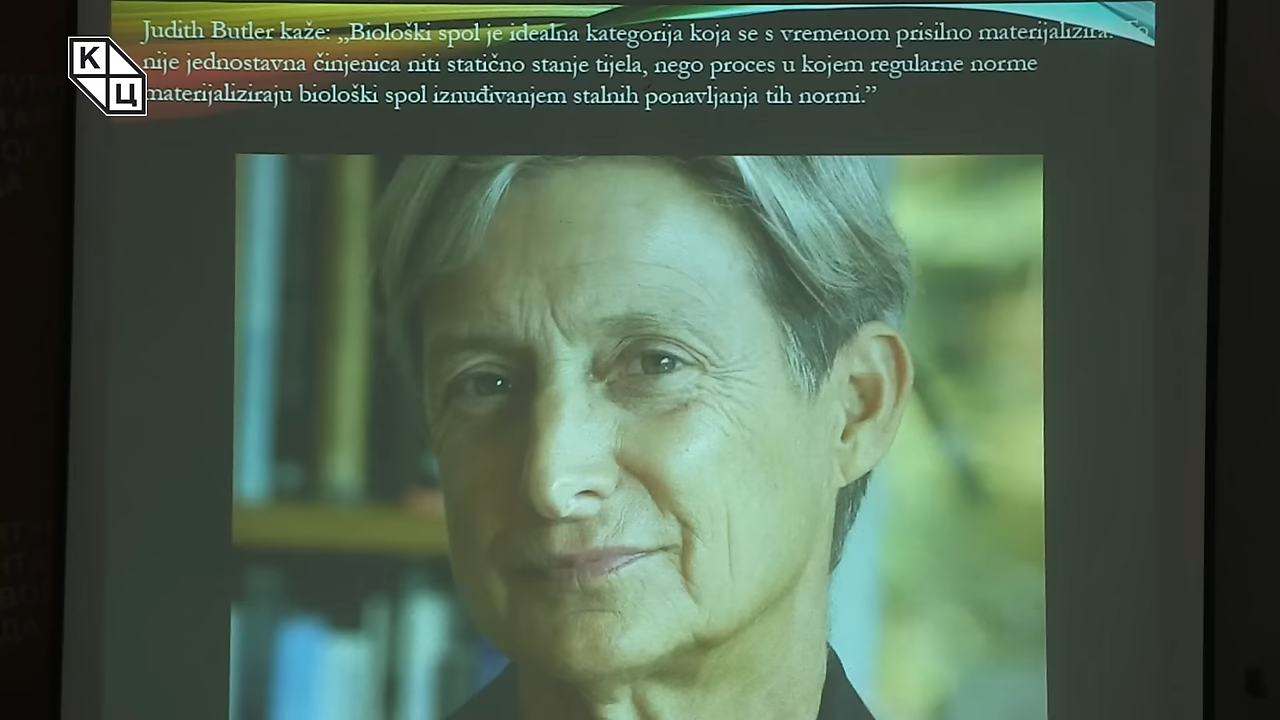 Judith Butler kaže: „Biološki spol je idealna kategorija koja se s vremenom prisilno materijalizira.
nije jednostavna činjenica niti statično stanje tijela, nego proces u kojem regularne norme
materijaliziraju biološki spol iznuđivanjem stalnih ponavljanja tih normi.”
К
Ц